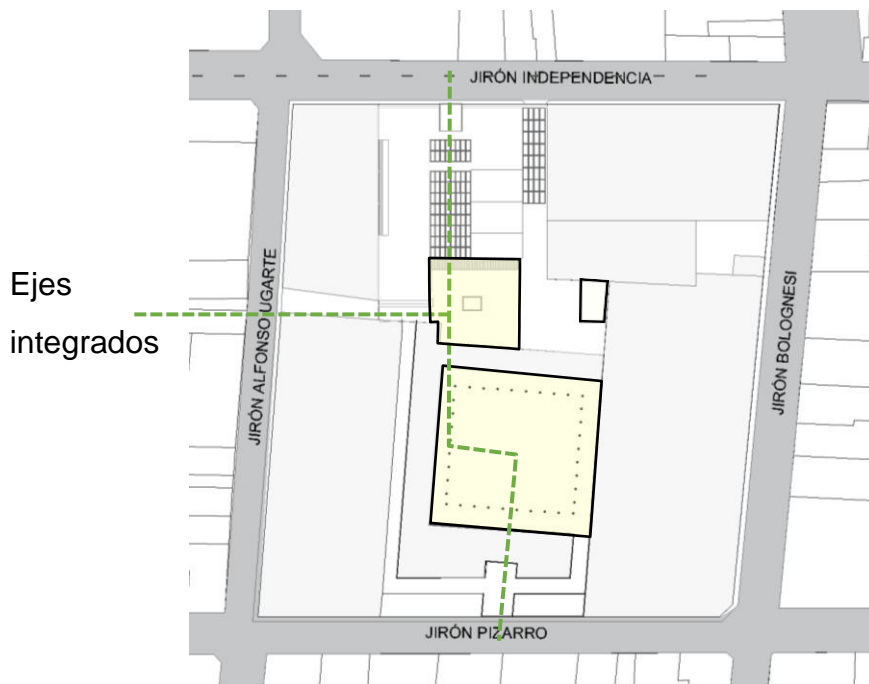 JIRÓN INDEPENDENCIA
Ejes
integrados
JIRÓN ALFONSO UGARTE
JIRÓN BOLOGNESI
JIRÓN PIZARRO